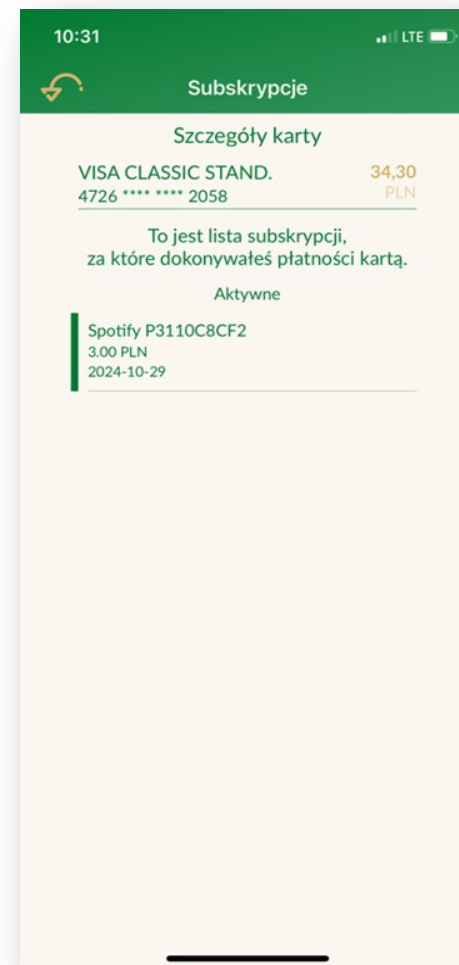 10:31
LTE
Subskrypcje
Szczegóły karty
VISA CLASSIC STAND. 34,30
4726 **** **** 2058 PLN
To jest lista subskrypcji,
za które dokonywałeś płatności kartą.
Aktywne
Spotify P3110C8CF2
3.00 PLN
2024-10-29